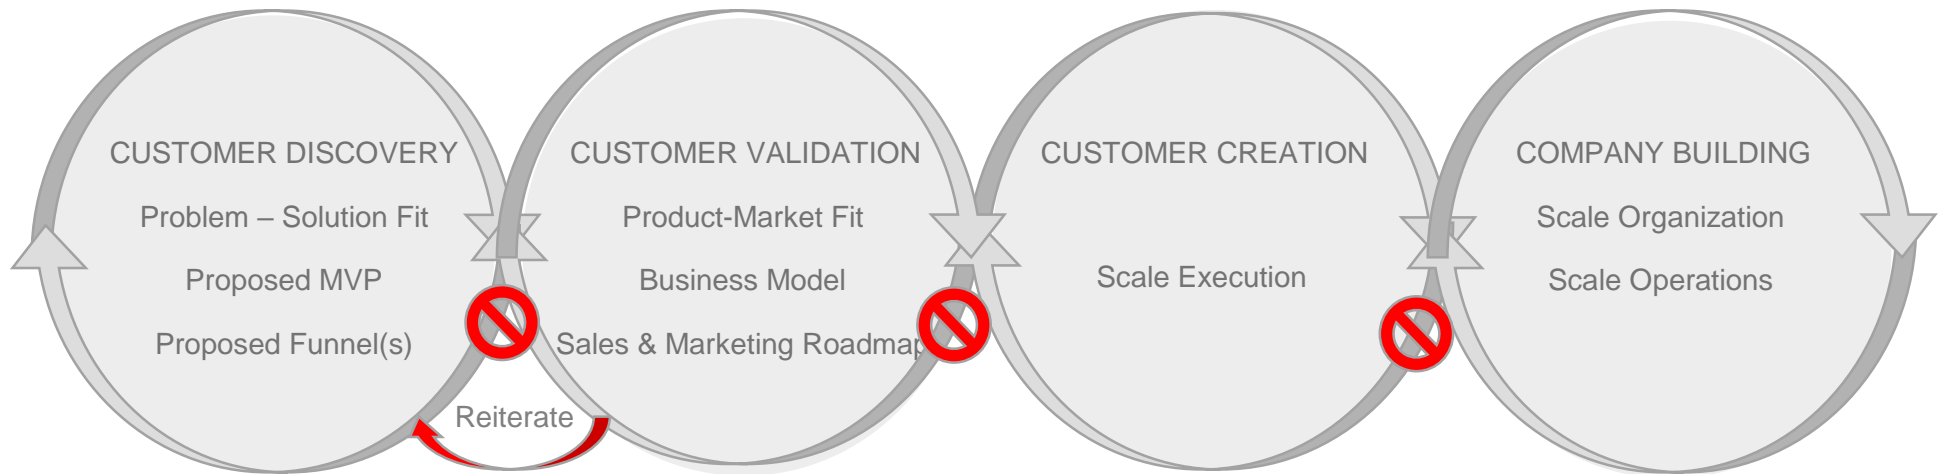 CUSTOMER DISCOVERY
Problem – Solution Fit
Proposed MVP
Proposed Funnel(s)
CUSTOMER VALIDATION
Product-Market Fit
Business Model
Sales & Marketing Roadmap
CUSTOMER CREATION
Scale Execution
COMPANY BUILDING
Scale Organization
Scale Operations
Reiterate